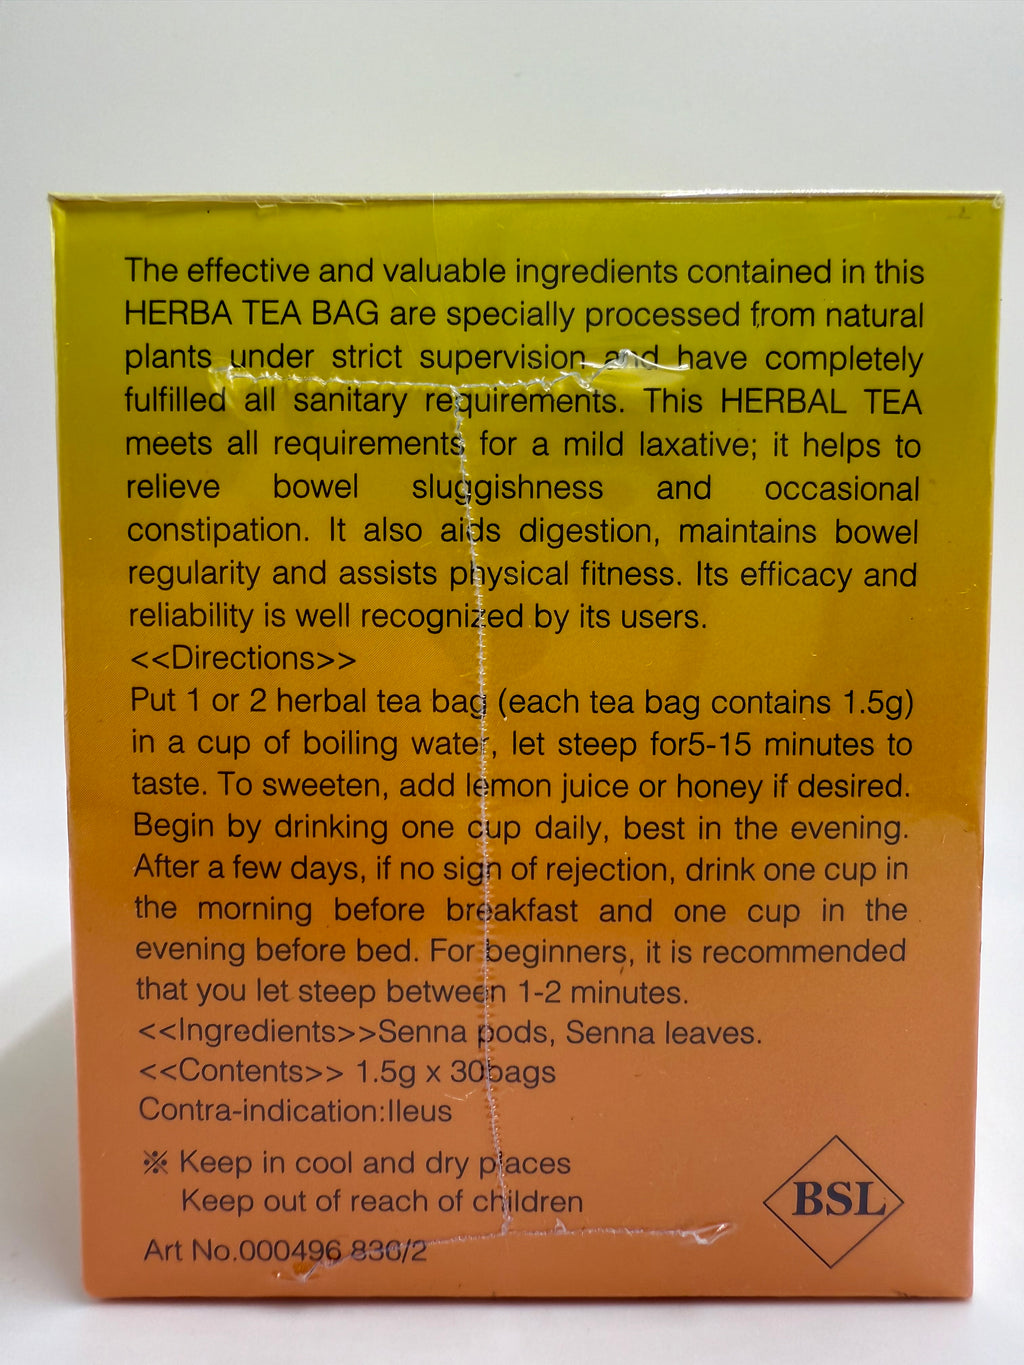 The effective and valuable ingredients contained in this
HERBA TEA BAG are specially processed from natural
plants under strict supervision and have completely
fulfilled all sanitary requirements. This HERBAL TEA
meets all requirements for a mild laxative; it helps to
relieve bowel sluggishness and occasional
constipation. It also aids digestion, maintains bowel
regularity and assists physical fitness. Its efficacy and
reliability is well recognized by its users.
<<Directions>>
Put 1 or 2 herbal tea bag (each tea bag contains 1.5g)
in a cup of boiling water, let steep for5-15 minutes to
taste. To sweeten, add lemon juice or honey if desired.
Begin by drinking one cup daily, best in the evening.
After a few days, if no sign of rejection, drink one cup in
the morning before breakfast and one cup in the
evening before bed. For beginners, it is recommended
that you let steep between 1-2 minutes.
<<Ingredients>>Senna pods, Senna leaves.
<<Contents>> 1.5g x 30bags
Contra-indication:Ileus
※ Keep in cool and dry places
Keep out of reach of children
BSL
Art No.000496 836/2